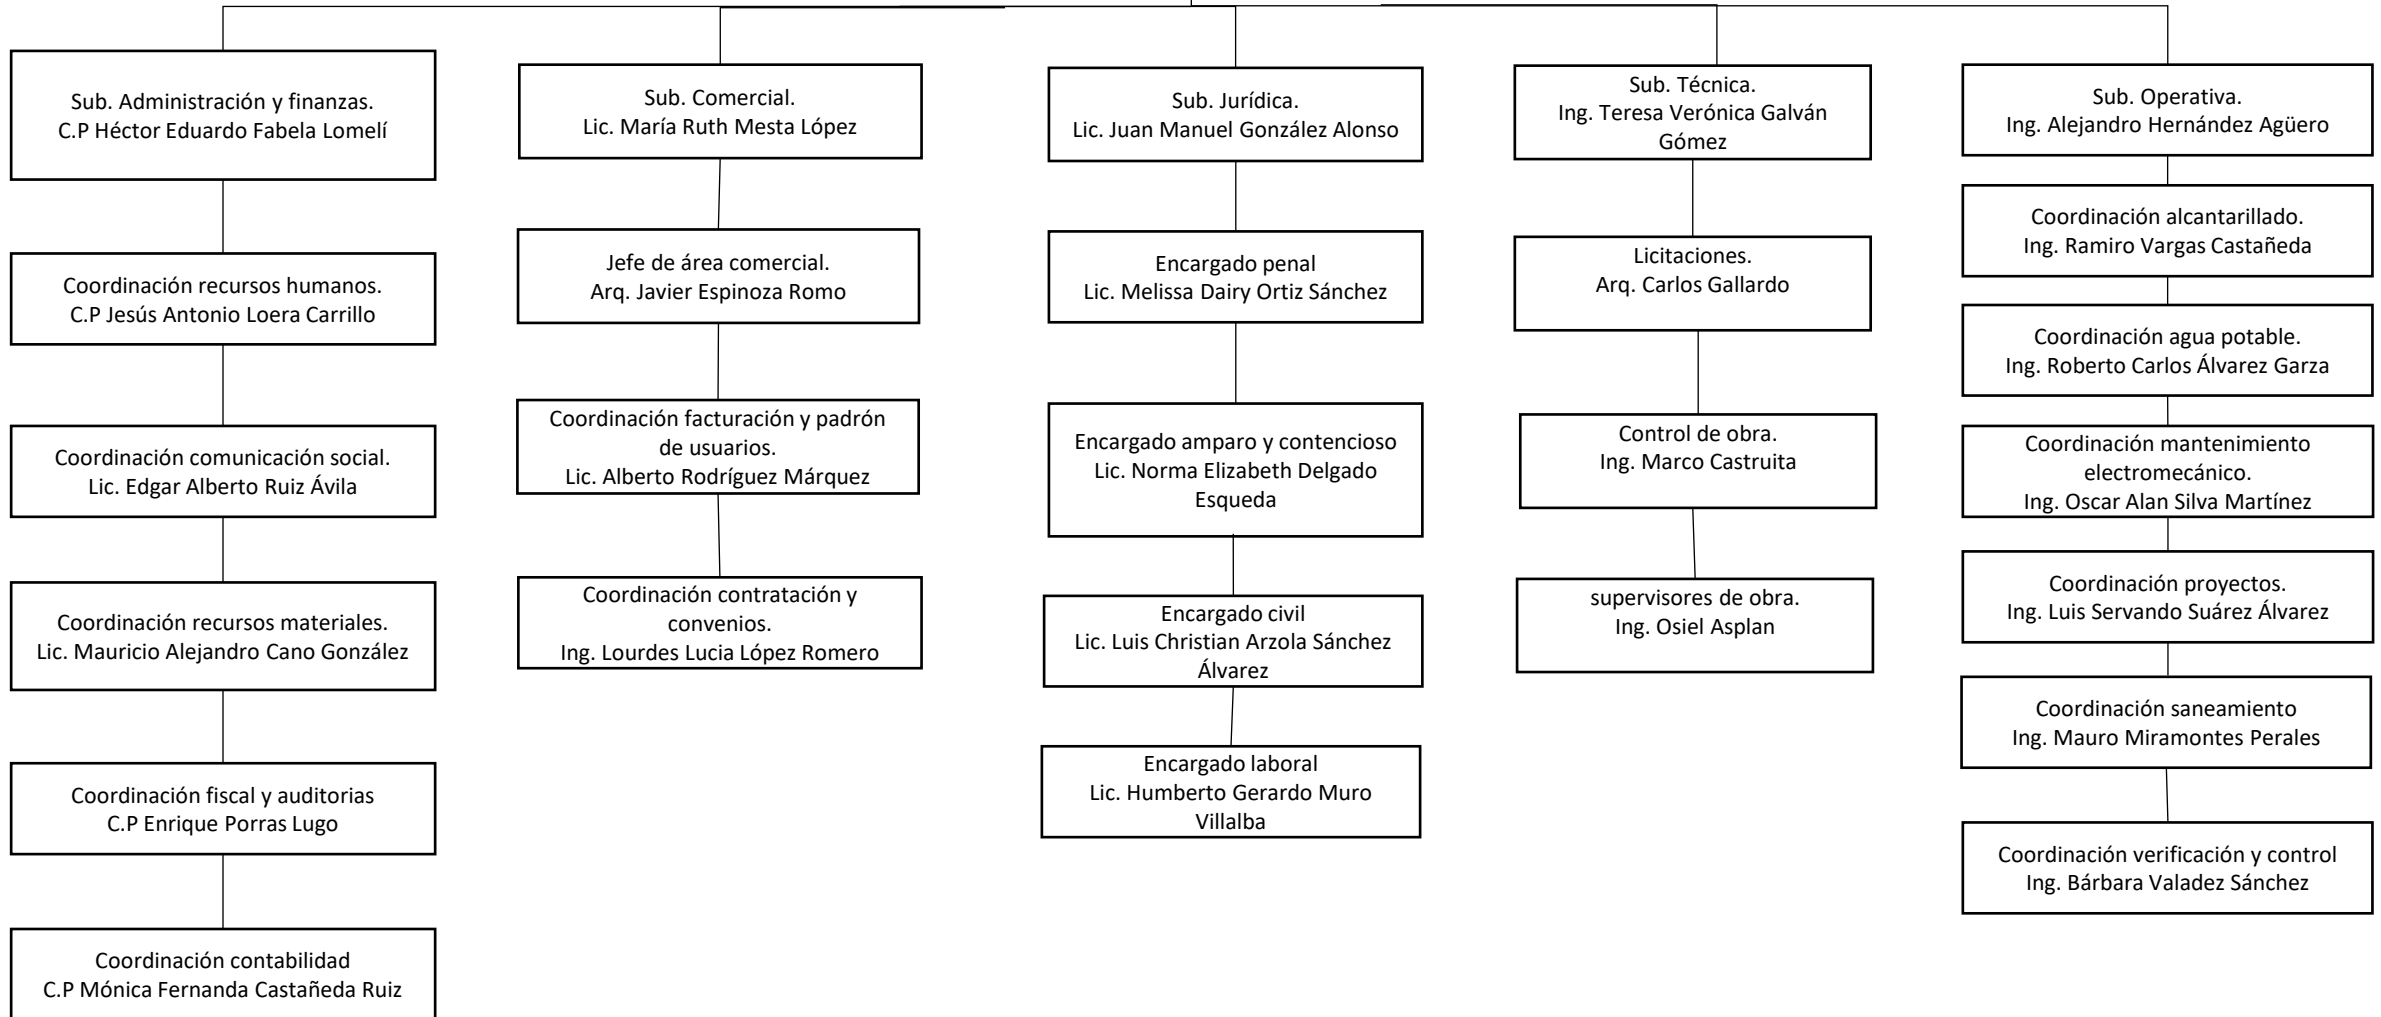 Sub. Administración y finanzas.
C.P Héctor Eduardo Fabela Lomelí
Coordinación recursos humanos.
C.P Jesús Antonio Loera Carrillo
Coordinación comunicación social.
Lic. Edgar Alberto Ruiz Ávila
Coordinación recursos materiales.
Lic. Mauricio Alejandro Cano González
Coordinación fiscal y auditorias
C.P Enrique Porras Lugo
Coordinación contabilidad
C.P Mónica Fernanda Castañeda Ruiz
Sub. Comercial.
Lic. María Ruth Mesta López
Jefe de área comercial.
Arq. Javier Espinoza Romo
Coordinación facturación y padrón
de usuarios.
Lic. Alberto Rodríguez Márquez
Coordinación contratación y
convenios.
Ing. Lourdes Lucia López Romero
Sub. Jurídica.
Lic. Juan Manuel González Alonso
Encargado penal
Lic. Melissa Dairy Ortiz Sánchez
Encargado amparo y contencioso
Lic. Norma Elizabeth Delgado
Esqueda
Encargado civil
Lic. Luis Christian Arzola Sánchez
Álvarez
Encargado laboral
Lic. Humberto Gerardo Muro
Villalba
Sub. Técnica.
Ing. Teresa Verónica Galván
Gómez
Licitaciones.
Arq. Carlos Gallardo
Control de obra.
Ing. Marco Castruita
supervisores de obra.
Ing. Osiel Asplan
Sub. Operativa.
Ing. Alejandro Hernández Agüero
Coordinación alcantarillado.
Ing. Ramiro Vargas Castañeda
Coordinación agua potable.
Ing. Roberto Carlos Álvarez Garza
Coordinación mantenimiento
electromecánico.
Ing. Oscar Alan Silva Martínez
Coordinación proyectos.
Ing. Luis Servando Suárez Álvarez
Coordinación saneamiento
Ing. Mauro Miramontes Perales
Coordinación verificación y control
Ing. Bárbara Valadez Sánchez